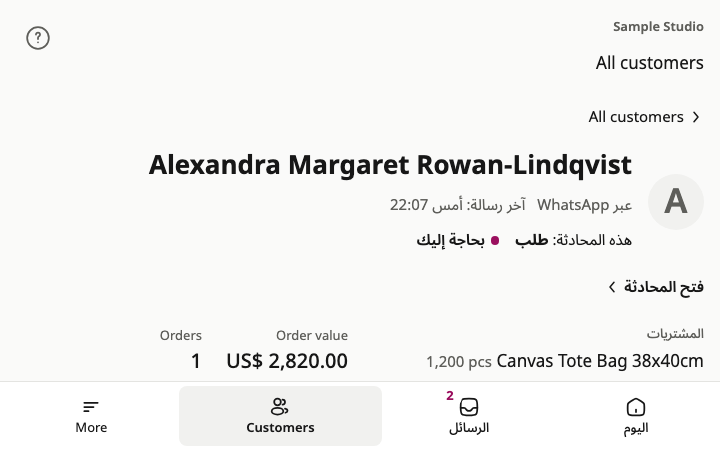 Sample Studio
All customers
All customers
Alexandra Margaret Rowan-Lindqvist
A
عبر WhatsApp آخر رسالة: أمس 22:07
هذه المحادثة: طلب • بحاجة إليك
فتح المحادثة
المشتريات
Canvas Tote Bag 38x40cm 1,200 pcs
Order value
US$ 2,820.00
Orders
1
اليوم
2
الرسائل
Customers
More